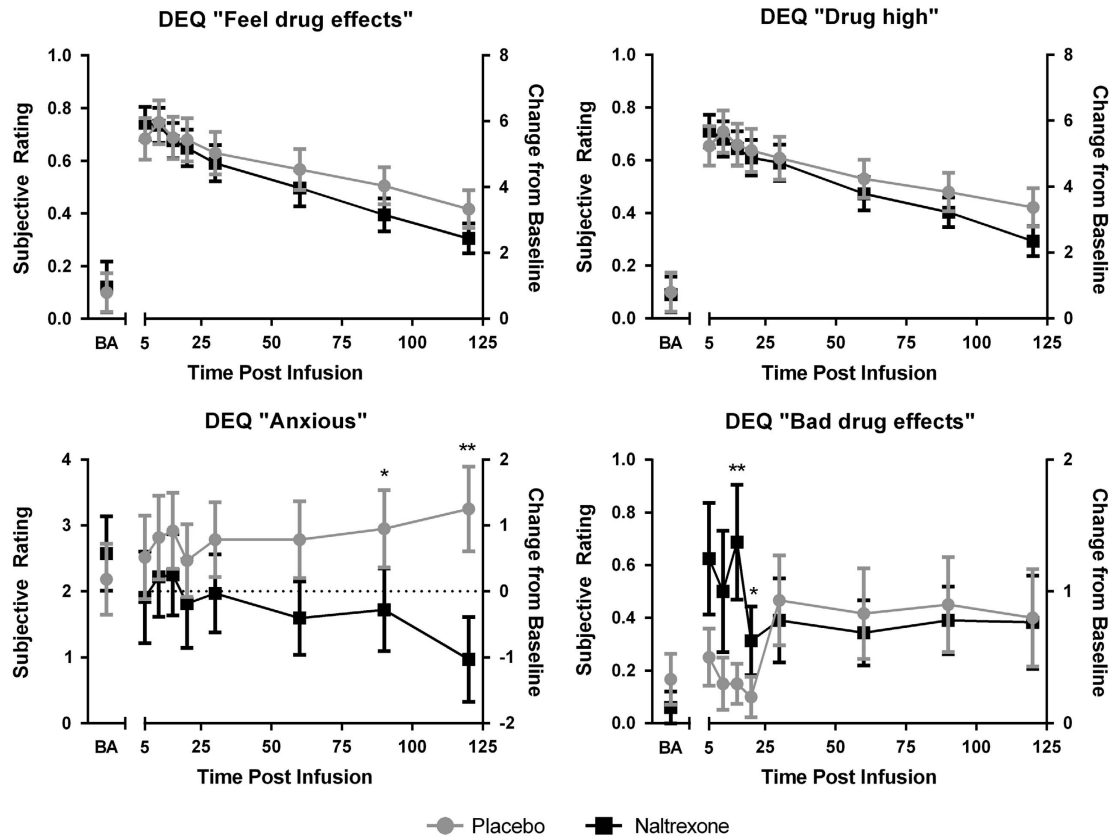 DEQ "Feel drug effects"
Subjective Rating
1.0
0.8
0.6
0.4
0.2
0.0
8
6
4
2
0
Change from Baseline
BA 5 25 50 75 100 125
Time Post Infusion
DEQ "Drug high"
Subjective Rating
1.0
0.8
0.6
0.4
0.2
0.0
8
6
4
2
0
Change from Baseline
BA 5 25 50 75 100 125
Time Post Infusion
DEQ "Anxious"
Subjective Rating
4
3
2
1
0
* **
2
1
0
-1
-2
Change from Baseline
BA 5 25 50 75 100 125
Time Post Infusion
DEQ "Bad drug effects"
Subjective Rating
1.0
0.8
0.6
0.4
0.2
0.0
**
*
2
1
0
Change from Baseline
BA 5 25 50 75 100 125
Time Post Infusion
Placebo Naltrexone